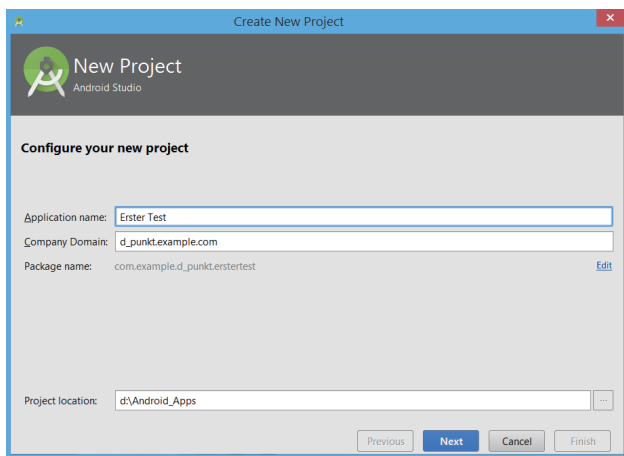 Create New Project
New Project
Android Studio
Configure your new project
Application name: Erster Test
Company Domain: d_punkt.example.com
Package name: com.example.d_punkt.erstertest Edit
Project location: d:\Android_Apps ...
Previous Next Cancel Finish